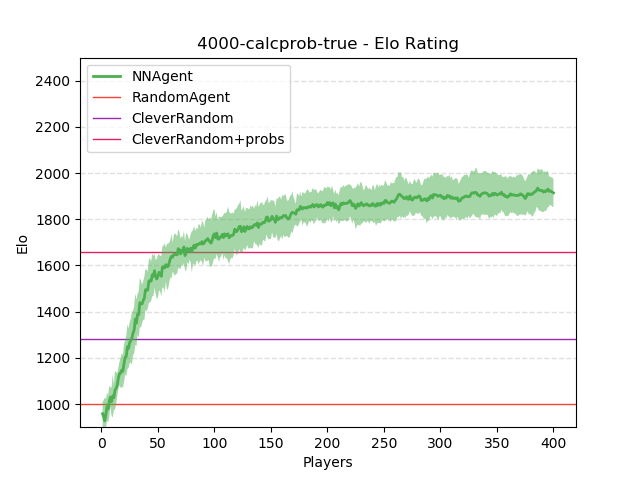 4000-calcprob-true - Elo Rating
NNAgent
RandomAgent
CleverRandom
CleverRandom+probs
Elo
2400
2200
2000
1800
1600
1400
1200
1000
0 50 100 150 200 250 300 350 400
Players